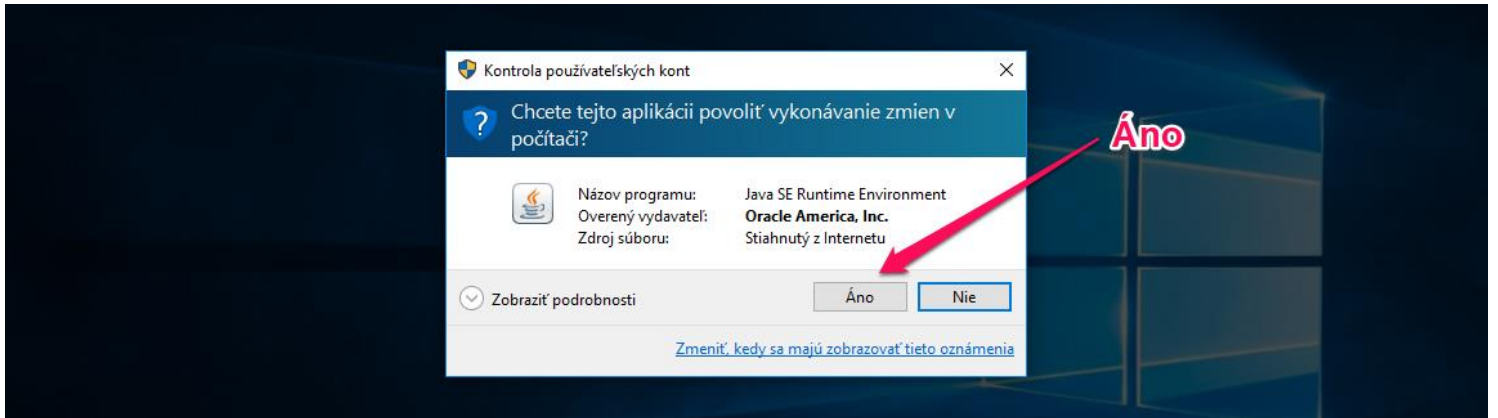 Kontrola používateľských kont
Chcete tejto aplikácii povoliť vykonávanie zmien v
počítači?
Áno
Názov programu: Java SE Runtime Environment
Overený vydavateľ: Oracle America, Inc.
Zdroj súboru: Stiahnutý z Internetu
Zobraziť podrobnosti Áno Nie
Zmeniť, kedy sa majú zobrazovať tieto oznámenia